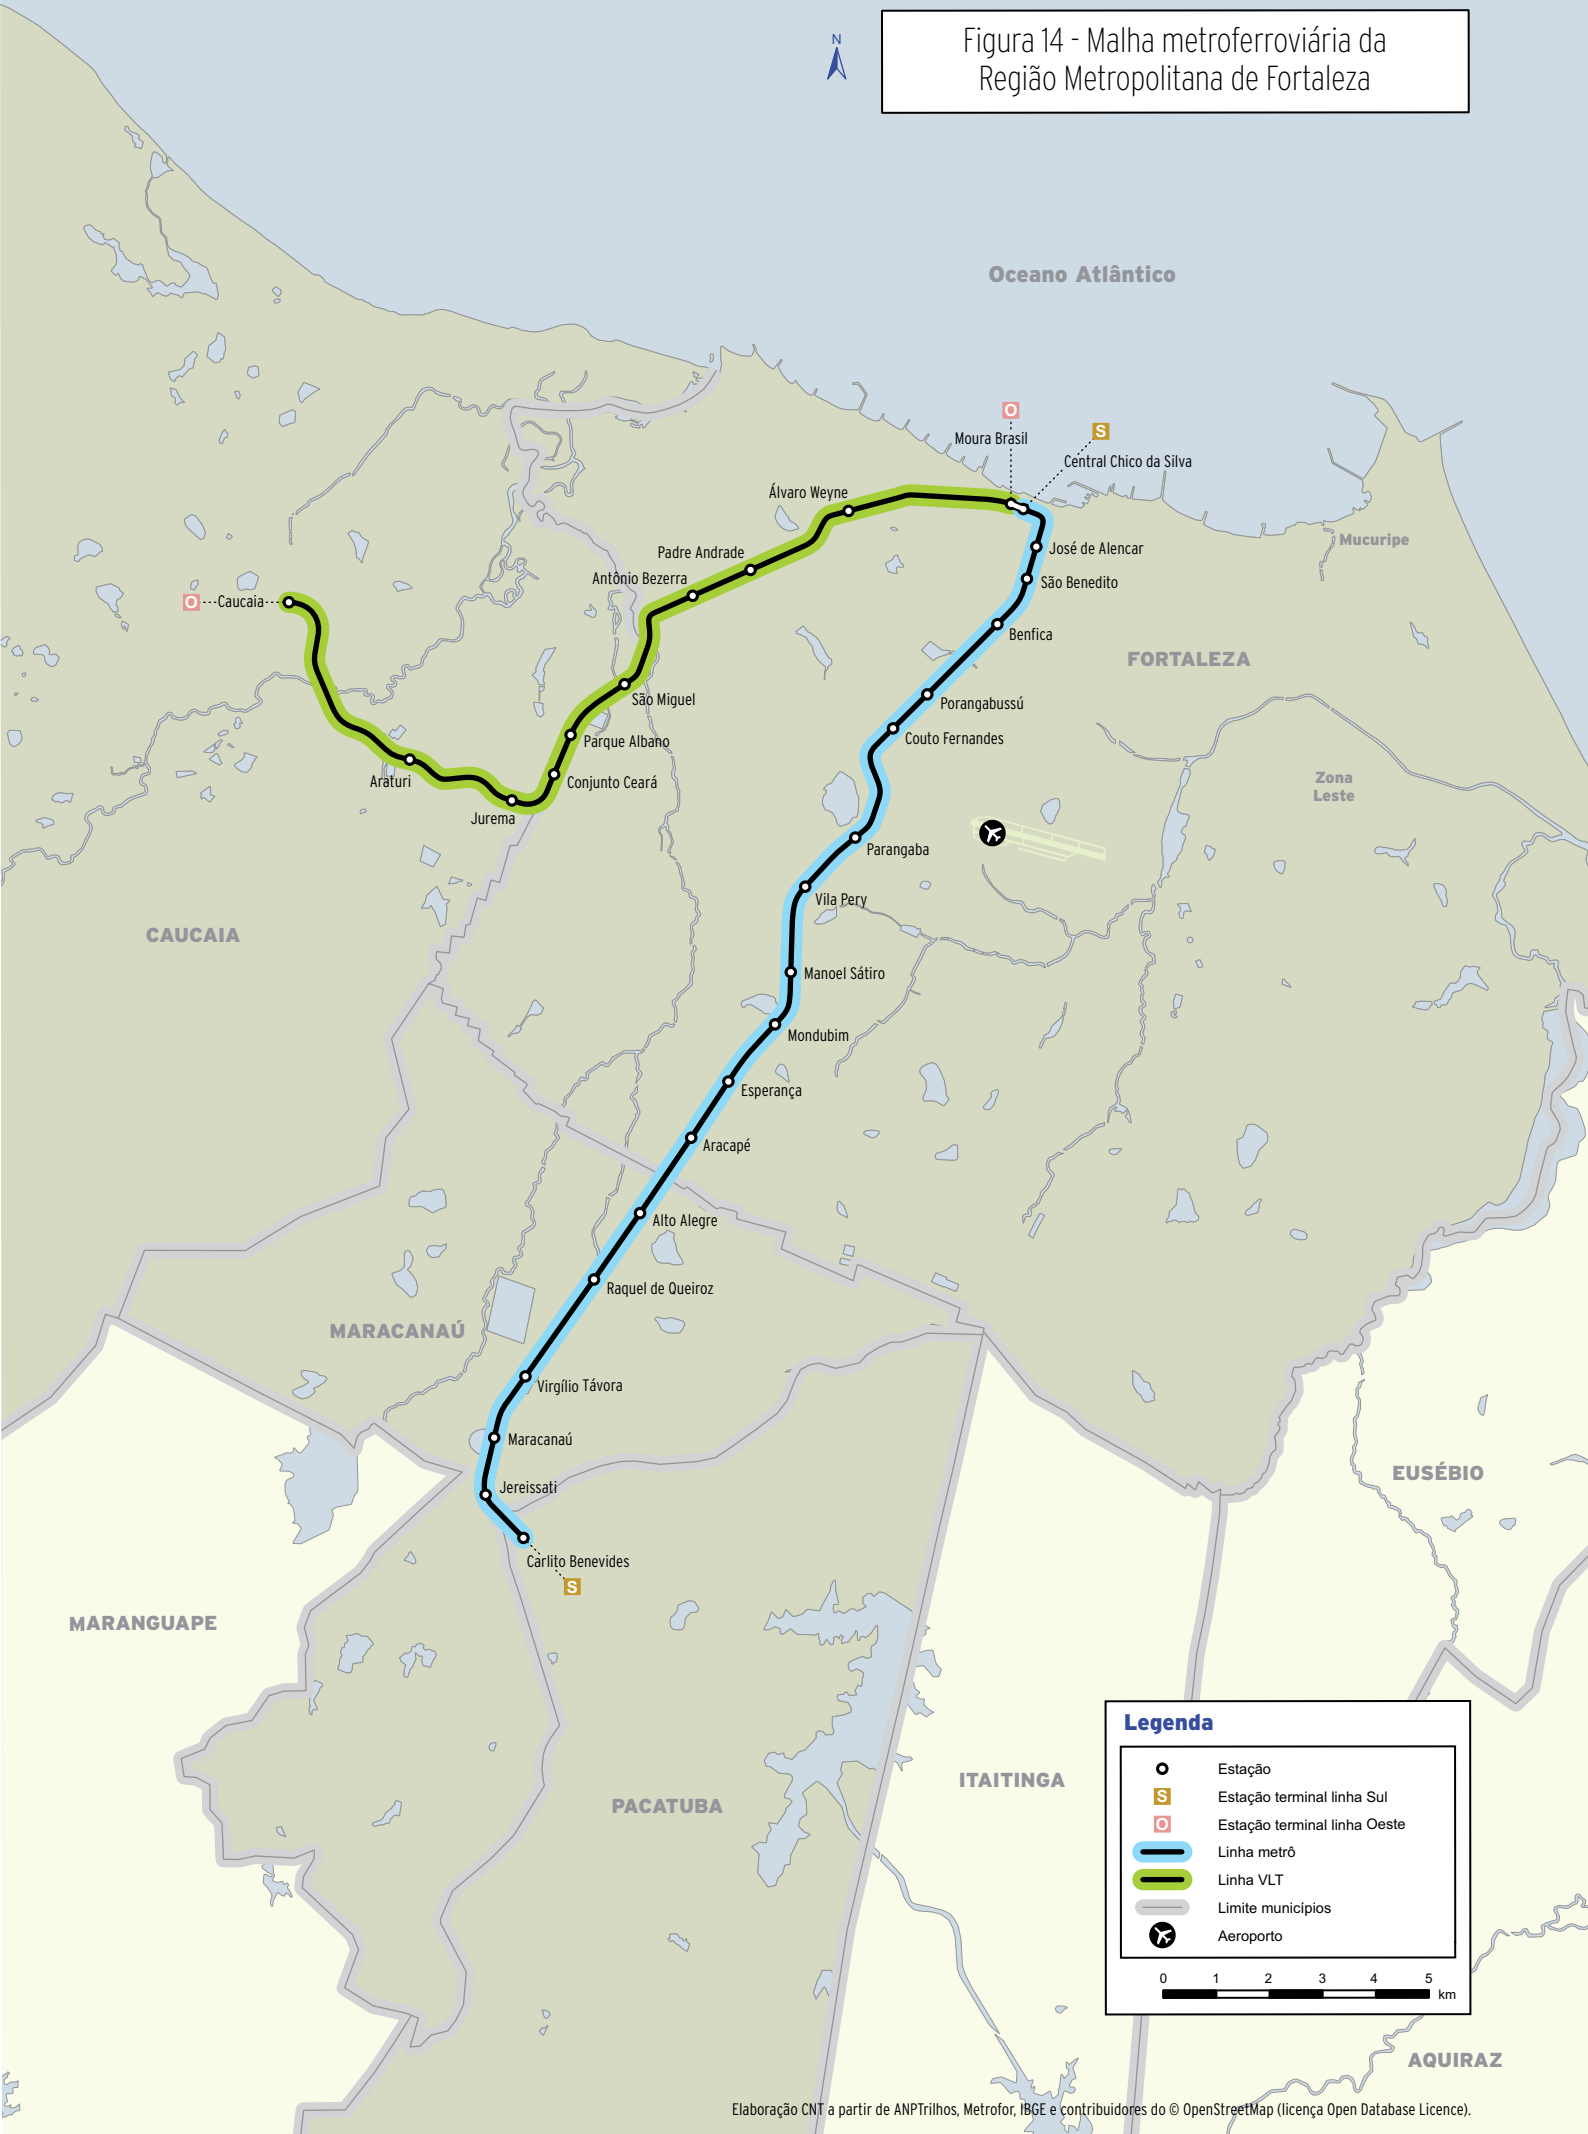 Figura 14 - Malha metroferroviária da
Região Metropolitana de Fortaleza
N
Oceano Atlântico
O
Moura Brasil
S
Central Chico da Silva
Álvaro Weyne
Mucuripe
José de Alencar
Padre Andrade
Antônio Bezerra
São Benedito
O
Caucaia
Benfica
FORTALEZA
São Miguel
Porangabussú
Parque Albano
Couto Fernandes
Araturi
Conjunto Ceará
Zona
Leste
Jurema
Parangaba
Vila Pery
CAUCAIA
Manoel Sátiro
Mondubim
Esperança
Aracapé
Alto Alegre
Raquel de Queiroz
MARACANAÚ
Virgílio Távora
Maracanaú
EUSÉBIO
Jereissati
Carlito Benevides
S
MARANGUAPE
ITAITINGA
PACATUBA
Legenda
Estação
S Estação terminal linha Sul
O Estação terminal linha Oeste
Linha metrô
Linha VLT
Limite municípios
Aeroporto
0 1 2 3 4 5
km
AQUIRAZ
Elaboração CNT a partir de ANPTrilhos, Metrofor, IBGE e contribuidores do © OpenStreetMap (licença Open Database Licence).